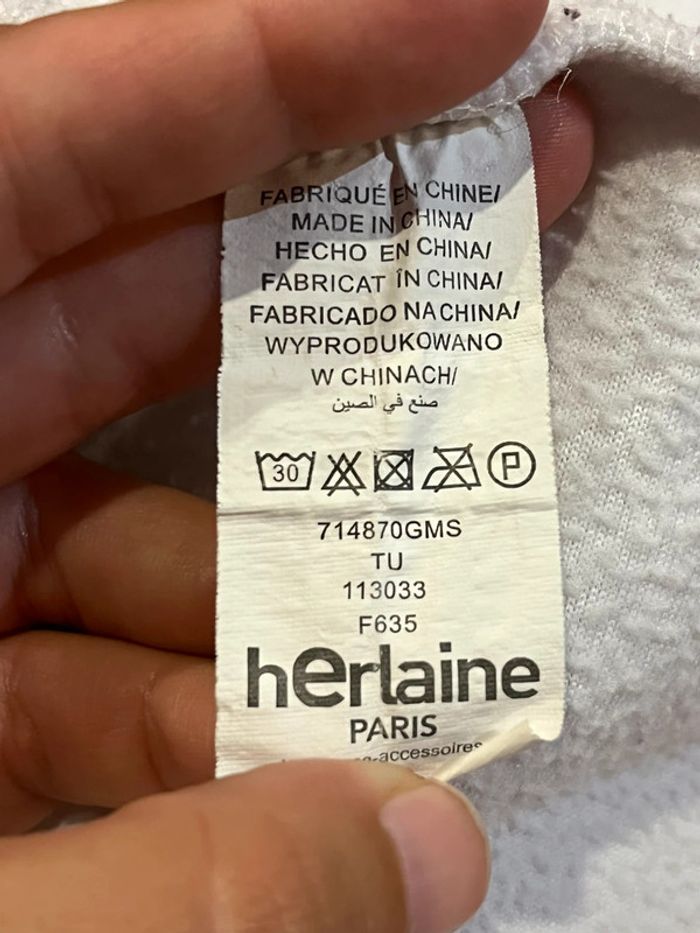 FABRIQUÉ EN CHINE/
MADE IN CHINA/
HECHO EN CHINA/
FABRICAT ÎN CHINA/
FABRICADO NA CHINA/
WYPRODUKOWANO
W CHINACH/
صنع في الصين
30 P
714870GMS
TU
113033
F635
herlaine
PARIS
-accessoires